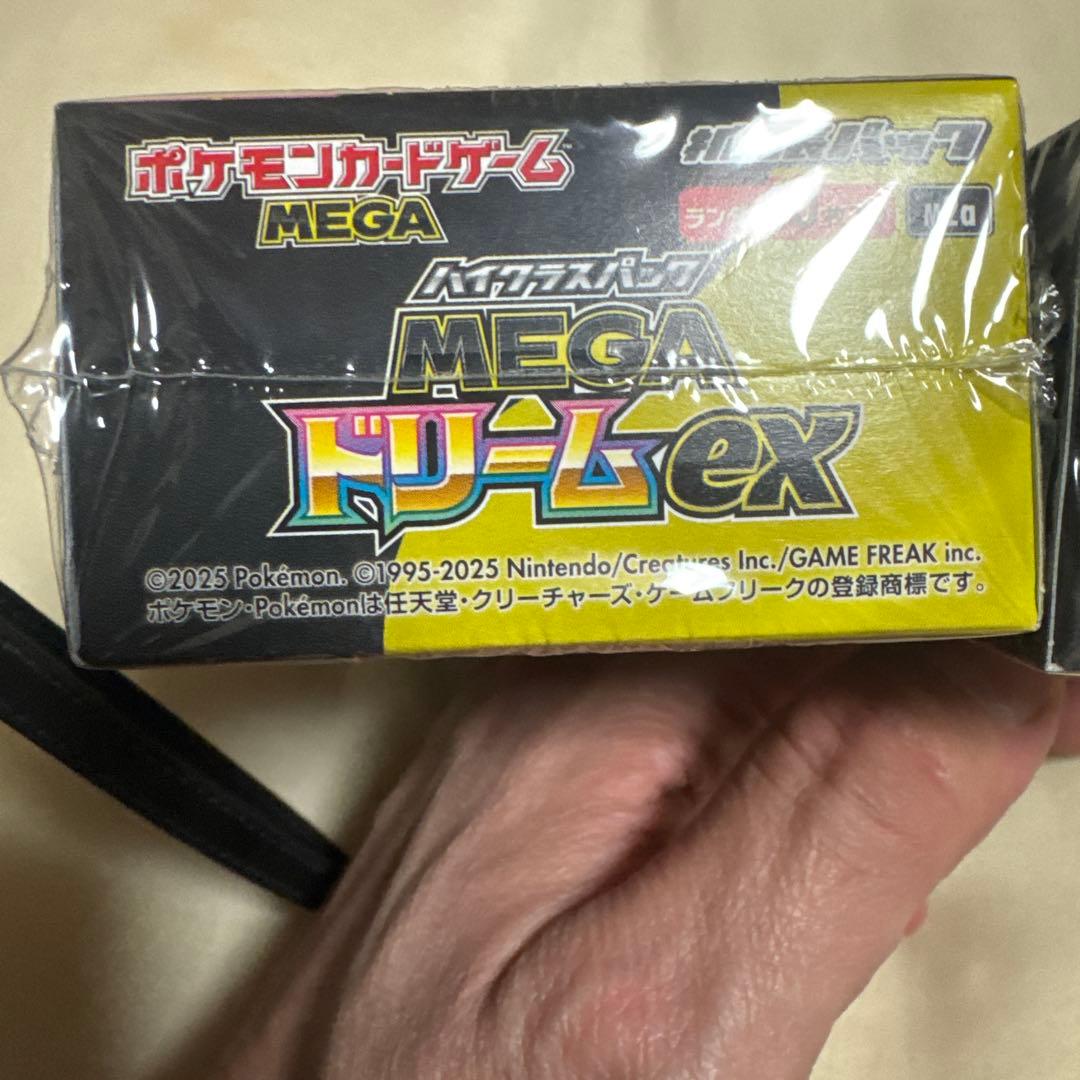 ポケモンカードゲーム
MEGA
拡張パック
M2a
ハイクラスパック
MEGA
ドリームex
©2025 Pokémon. ©1995-2025 Nintendo/Creatures Inc./GAME FREAK inc.
ポケモン・Pokémonは任天堂・クリーチャーズ・ゲームフリークの登録商標です。